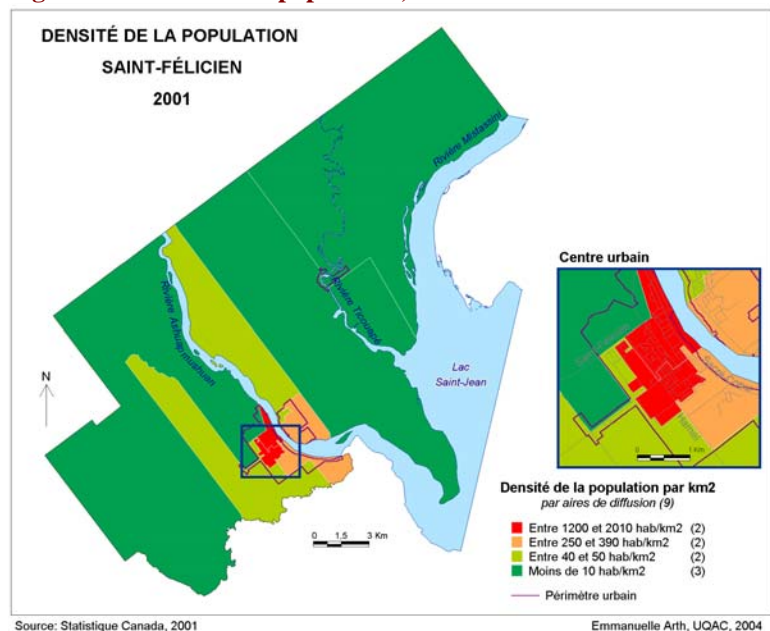 DENSITÉ DE LA POPULATION
SAINT-FÉLICIEN
2001
Rivière Mistassini
Rivière Ticouapé
Rivière Ashuapmushuan
Lac
Saint-Jean
N
0 1,5 3 Km
Centre urbain
Hamel
0 1 Km
Densité de la population par km2
par aires de diffusion (9)
Entre 1200 et 2010 hab/km2 (2)
Entre 250 et 390 hab/km2 (2)
Entre 40 et 50 hab/km2 (2)
Moins de 10 hab/km2 (3)
Périmètre urbain
Source: Statistique Canada, 2001
Emmanuelle Arth, UQAC, 2004